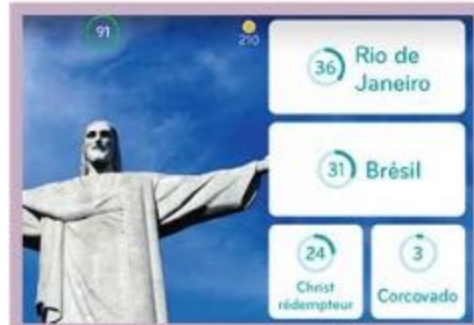 91
210
36 Rio de
Janeiro
31 Brésil
24
Christ
rédempteur
3
Corcovado